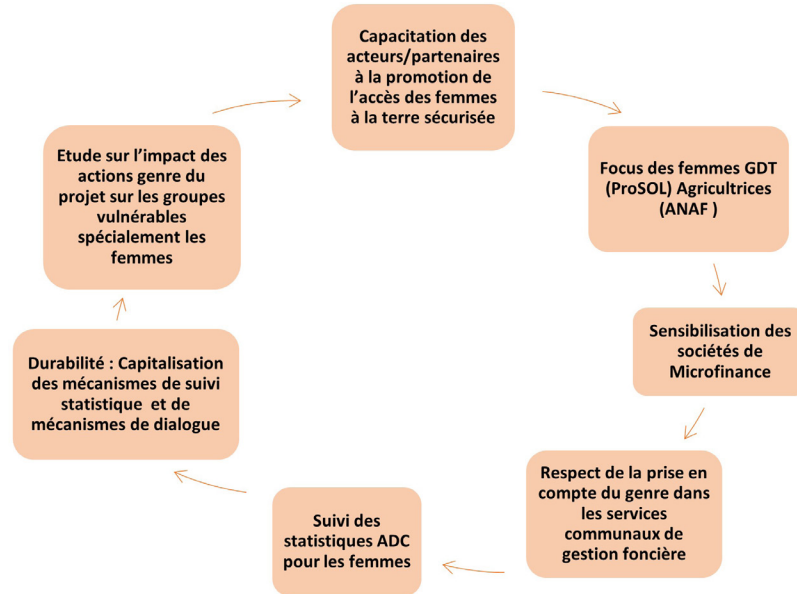 Capacitation des
acteurs/partenaires
à la promotion de
l’accès des femmes
à la terre sécurisée
Focus des femmes GDT
(ProSOL) Agricultrices
(ANAF )
Sensibilisation des
sociétés de
Microfinance
Respect de la prise en
compte du genre dans
les services
communaux de
gestion foncière
Suivi des
statistiques ADC
pour les femmes
Durabilité : Capitalisation
des mécanismes de suivi
statistique et de
mécanismes de dialogue
Etude sur l’impact des
actions genre du
projet sur les groupes
vulnérables
spécialement les
femmes